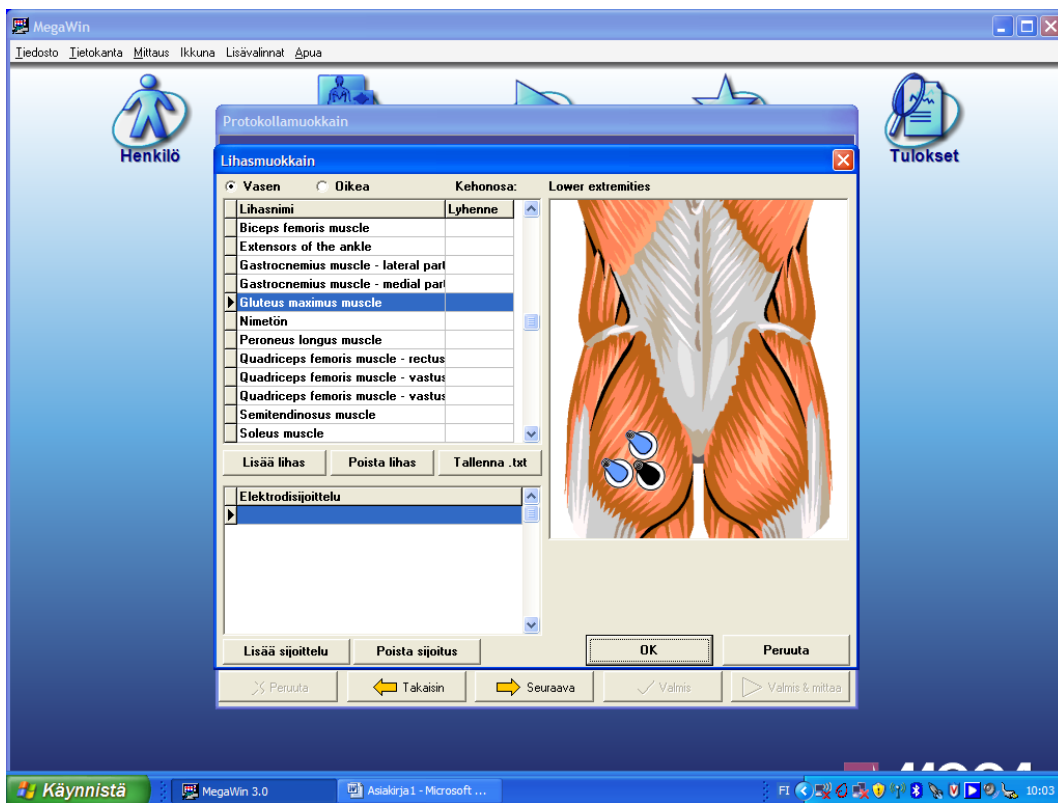 MegaWin
Tiedosto Tietokanta Mittaus Ikkuna Lisävalinnat Apua
Henkilö
Tulokset
Protokollamuokkain
Lihasmuokkain
Vasen Oikea Kehonosa: Lower extremities
Lihasnimi Lyhenne
Biceps femoris muscle
Extensors of the ankle
Gastrocnemius muscle - lateral part
Gastrocnemius muscle - medial part
Gluteus maximus muscle
Nimetön
Peroneus longus muscle
Quadriceps femoris muscle - rectus
Quadriceps femoris muscle - vastus
Quadriceps femoris muscle - vastus
Semitendinosus muscle
Soleus muscle
Lisää lihas Poista lihas Tallenna .txt
Elektrodisijoittelu
Lisää sijoittelu Poista sijoitus OK Peruuta
Peruuta Takaisin Seuraava Valmis Valmis & mittaa
Käynnistä MegaWin 3.0 Asiakirja1 - Microsoft ... FI 10:03